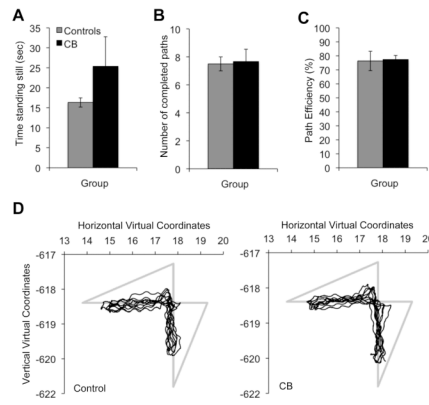 A
Time standing still (sec)
35
30
25
20
15
10
5
0
Controls
CB
Group
B
Number of completed paths
10
8
6
4
2
0
Group
C
Path Efficiency (%)
100
90
80
70
60
50
40
30
20
10
0
Group
D
Horizontal Virtual Coordinates
13 14 15 16 17 18 19 20
Vertical Virtual Coordinates
-617
-618
-619
-620
-621
-622
Control
Horizontal Virtual Coordinates
13 14 15 16 17 18 19 20
-617
-618
-619
-620
-621
-622
CB